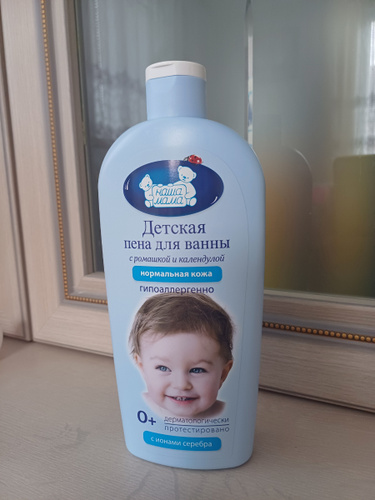 наша
мама
Детская
пена для ванны
с ромашкой и календулой
нормальная кожа
гипоаллергенно
0+
дерматологически
протестировано
с ионами серебра